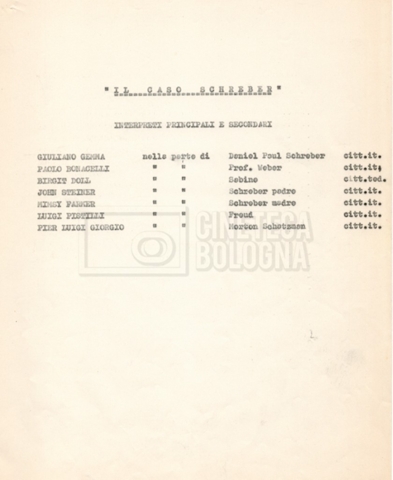 " IL CASO SCHREBER "
INTERPRETI PRINCIPALI E SECONDARI
GIULIANO GEMMA nella parte di Daniel Paul Schreber citt.it.
PAOLO BONACELLI " " Prof. Weber citt.it.
BIRGIT DOLL " " Sabine citt.ted.
JOHN STEINER " " Schreber padre citt.it.
MIMSY FARMER " " Schreber madre citt.it.
LUIGI PISTILLI " " Freud citt.it.
PIER LUIGI GIORGIO " " Morton Schatzman citt.it.
CINETECA
BOLOGNA